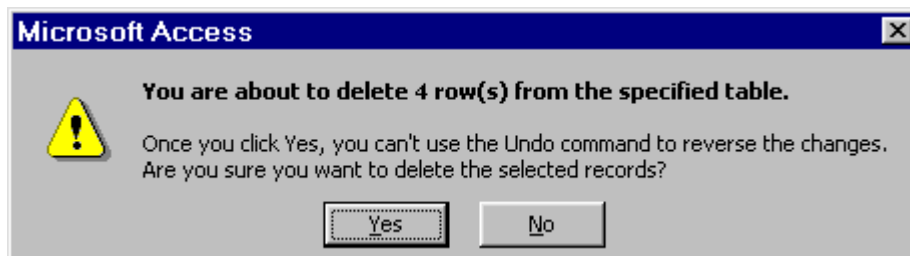 Microsoft Access
You are about to delete 4 row(s) from the specified table.
Once you click Yes, you can't use the Undo command to reverse the changes.
Are you sure you want to delete the selected records?
Yes No